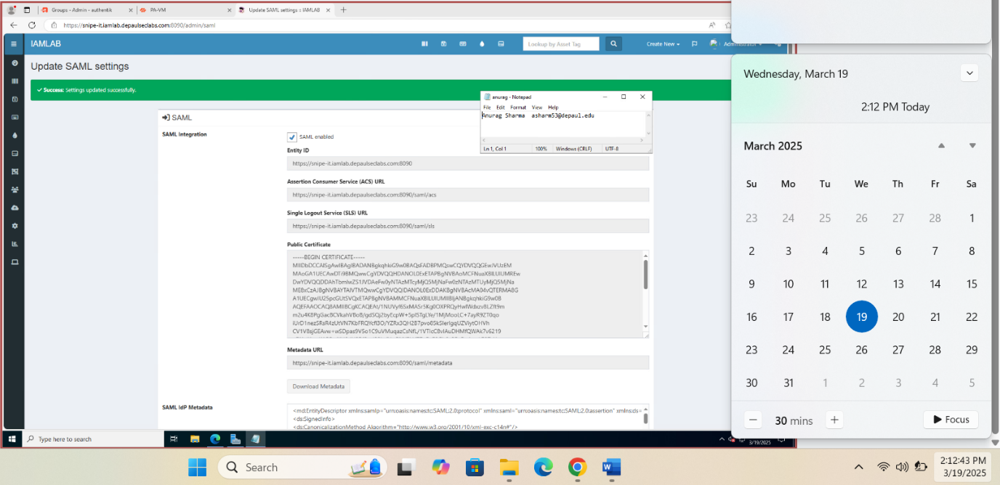 Groups - Admin - authentik
PA-VM
Update SAML settings :: IAMLAB
https://snipe-it.iamlab.depaulseclabs.com:8090/admin/saml
IAMLAB
Lookup by Asset Tag
Create New
Administrator
Update SAML settings
Success: Settings updated successfully.
SAML
SAML Integration
SAML enabled
Entity ID
https://snipe-it.iamlab.depaulseclabs.com:8090
Assertion Consumer Service (ACS) URL
https://snipe-it.iamlab.depaulseclabs.com:8090/saml/acs
Single Logout Service (SLS) URL
https://snipe-it.iamlab.depaulseclabs.com:8090/saml/sls
Public Certificate
-----BEGIN CERTIFICATE-----
Metadata URL
https://snipe-it.iamlab.depaulseclabs.com:8090/saml/metadata
Download Metadata
SAML IdP Metadata
<md:EntityDescriptor xmlns:samlp="urn:oasis:names:tc:SAML:2.0:protocol" xmlns:saml="urn:oasis:names:tc:SAML:2.0:assertion" xmlns:ds=
<ds:SignedInfo>
<ds:CanonicalizationMethod Algorithm="http://www.w3.org/2001/10/xml-exc-c14n#"/>
anurag - Notepad
File Edit Format View Help
Anurag Sharma asharm53@depaul.edu
Ln 1, Col 1 100% Windows (CRLF) UTF-8
Type here to search
3/19/2025
Wednesday, March 19
2:12 PM Today
March 2025
Su Mo Tu We Th Fr Sa
23 24 25 26 27 28 1
2 3 4 5 6 7 8
9 10 11 12 13 14 15
16 17 18 19 20 21 22
23 24 25 26 27 28 29
30 31 1 2 3 4 5
30 mins
Focus
Search
2:12:43 PM
3/19/2025